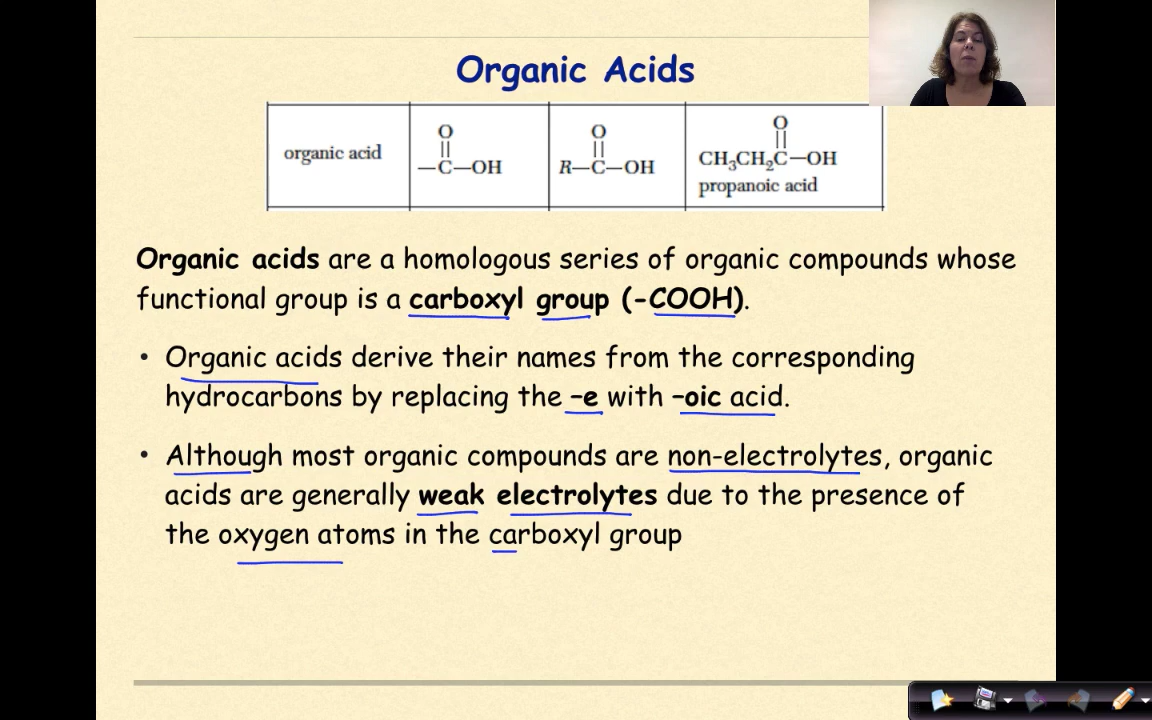 Organic Acids
organic acid
O
||
—C—OH
O
||
R—C—OH
O
||
CH₃CH₂C—OH
propanoic acid
Organic acids are a homologous series of organic compounds whose
functional group is a carboxyl group (-COOH).
• Organic acids derive their names from the corresponding
hydrocarbons by replacing the –e with –oic acid.
• Although most organic compounds are non-electrolytes, organic
acids are generally weak electrolytes due to the presence of
the oxygen atoms in the carboxyl group